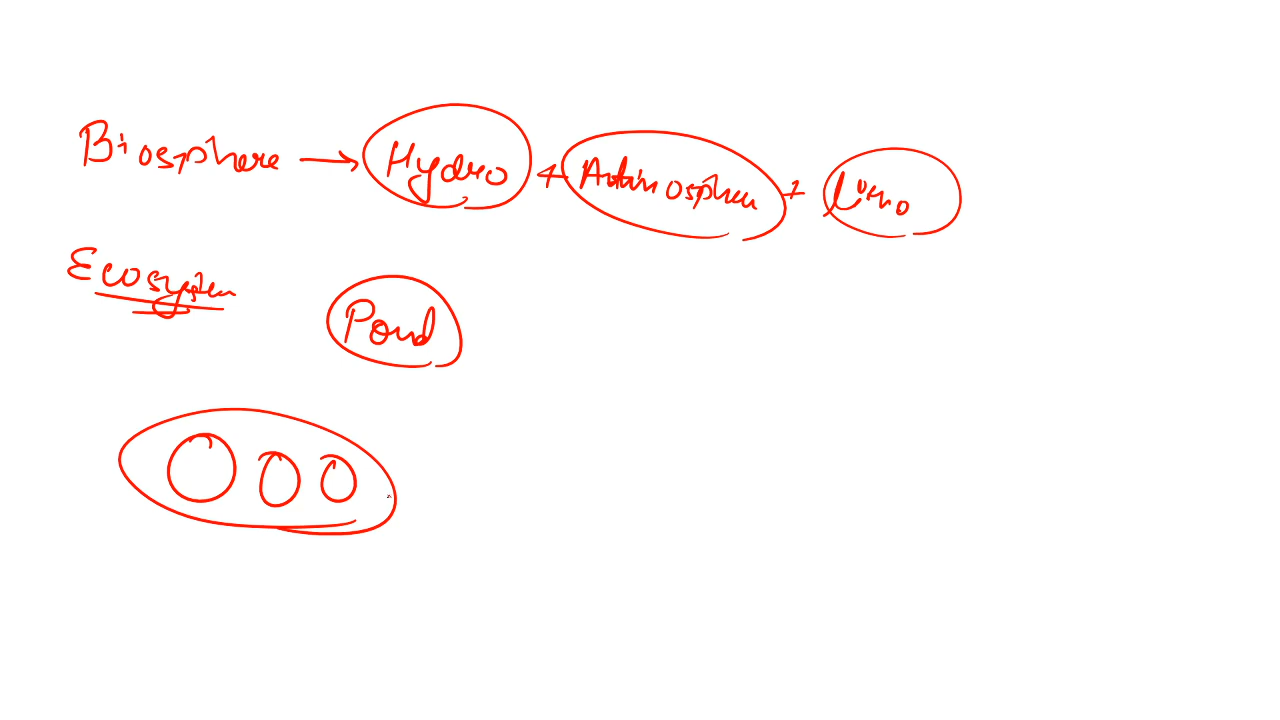 Biosphere → Hydro + Atmosphere + Litho
Ecosystem
Pond